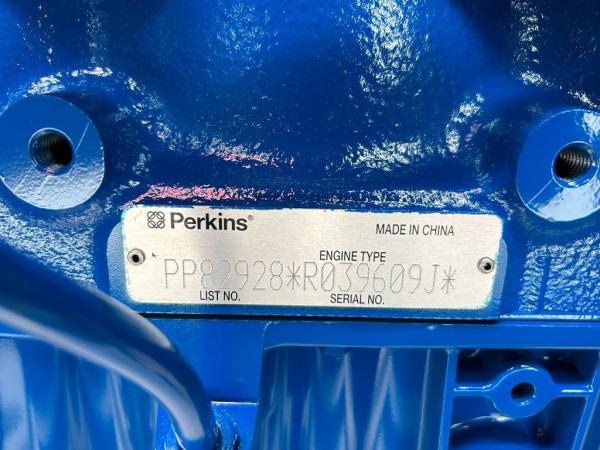 Perkins®
MADE IN CHINA
ENGINE TYPE
PP82928*R039609J*
LIST NO. SERIAL NO.